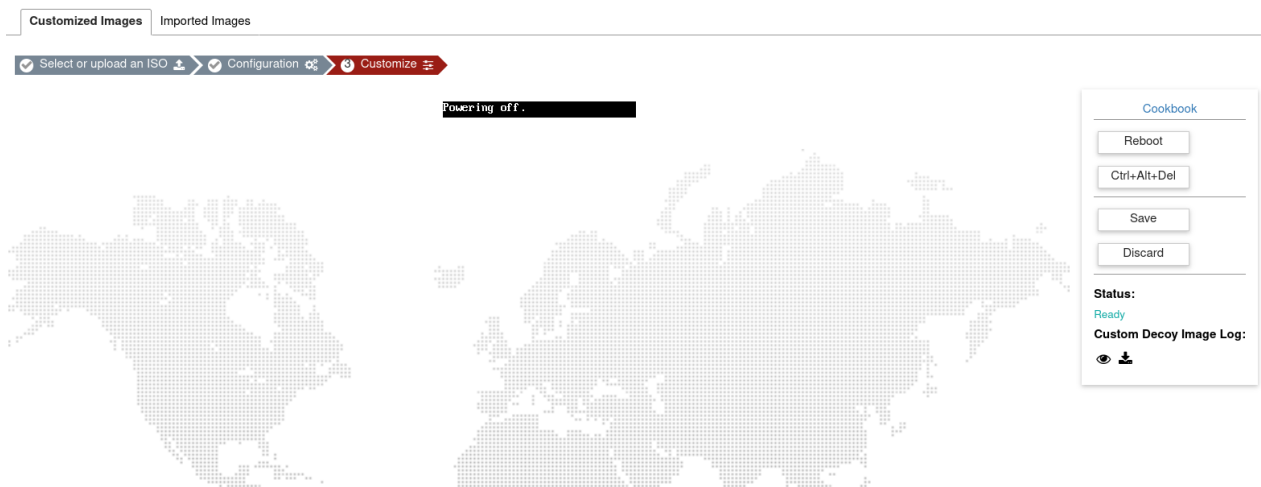 Customized Images Imported Images
Select or upload an ISO Configuration 3 Customize
Powering off.
Cookbook
Reboot
Ctrl+Alt+Del
Save
Discard
Status:
Ready
Custom Decoy Image Log: